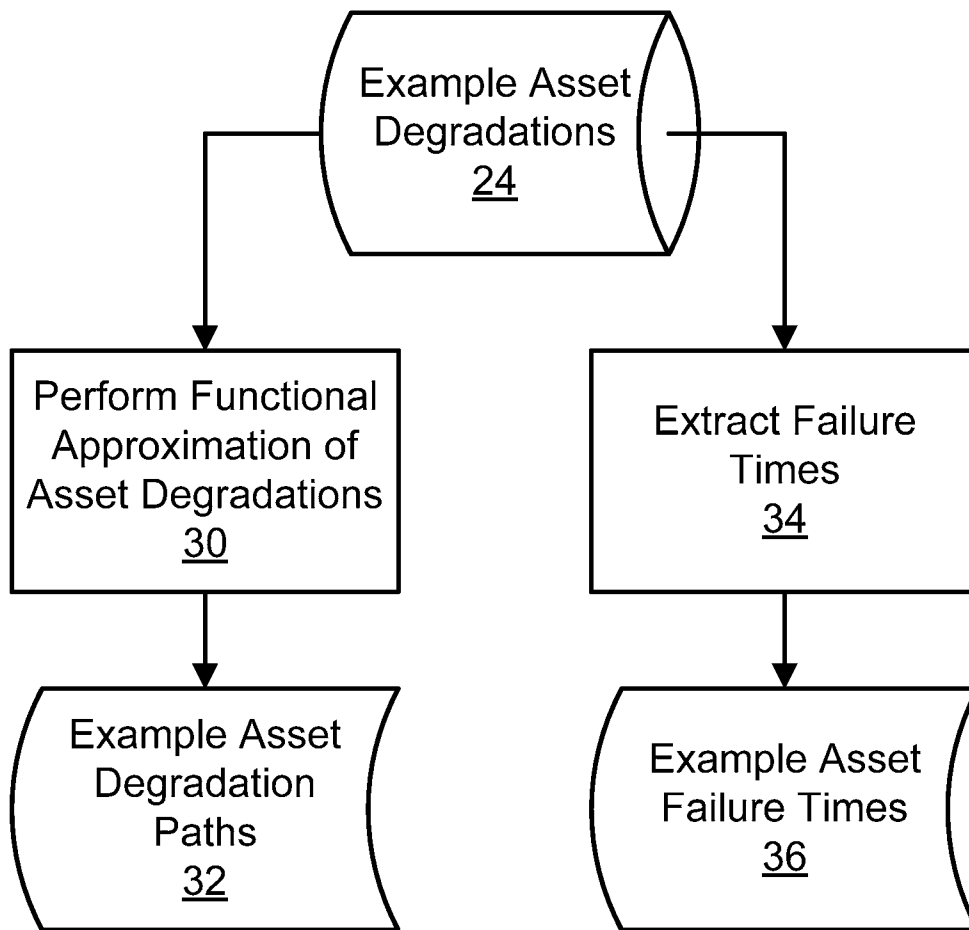 Example Asset
Degradations
24
Perform Functional
Approximation of
Asset Degradations
30
Extract Failure
Times
34
Example Asset
Degradation
Paths
32
Example Asset
Failure Times
36